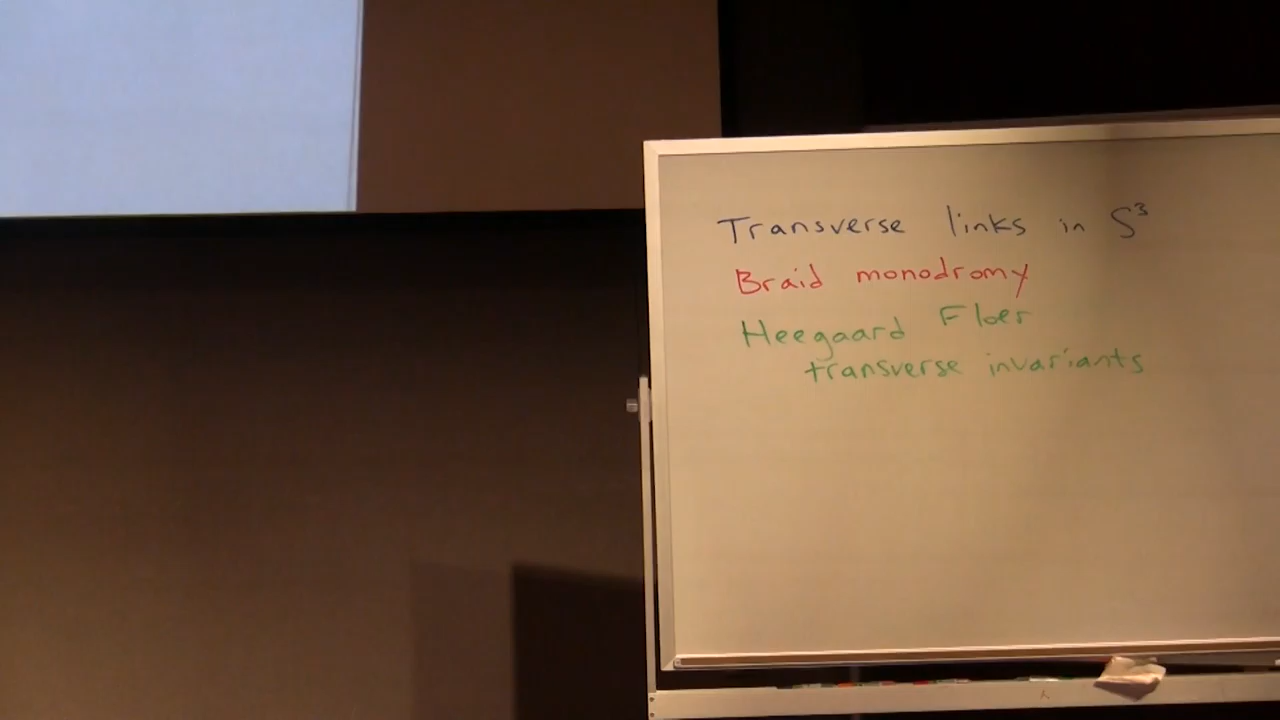 Transverse links in S³
Braid monodromy
Heegaard Floer
transverse invariants